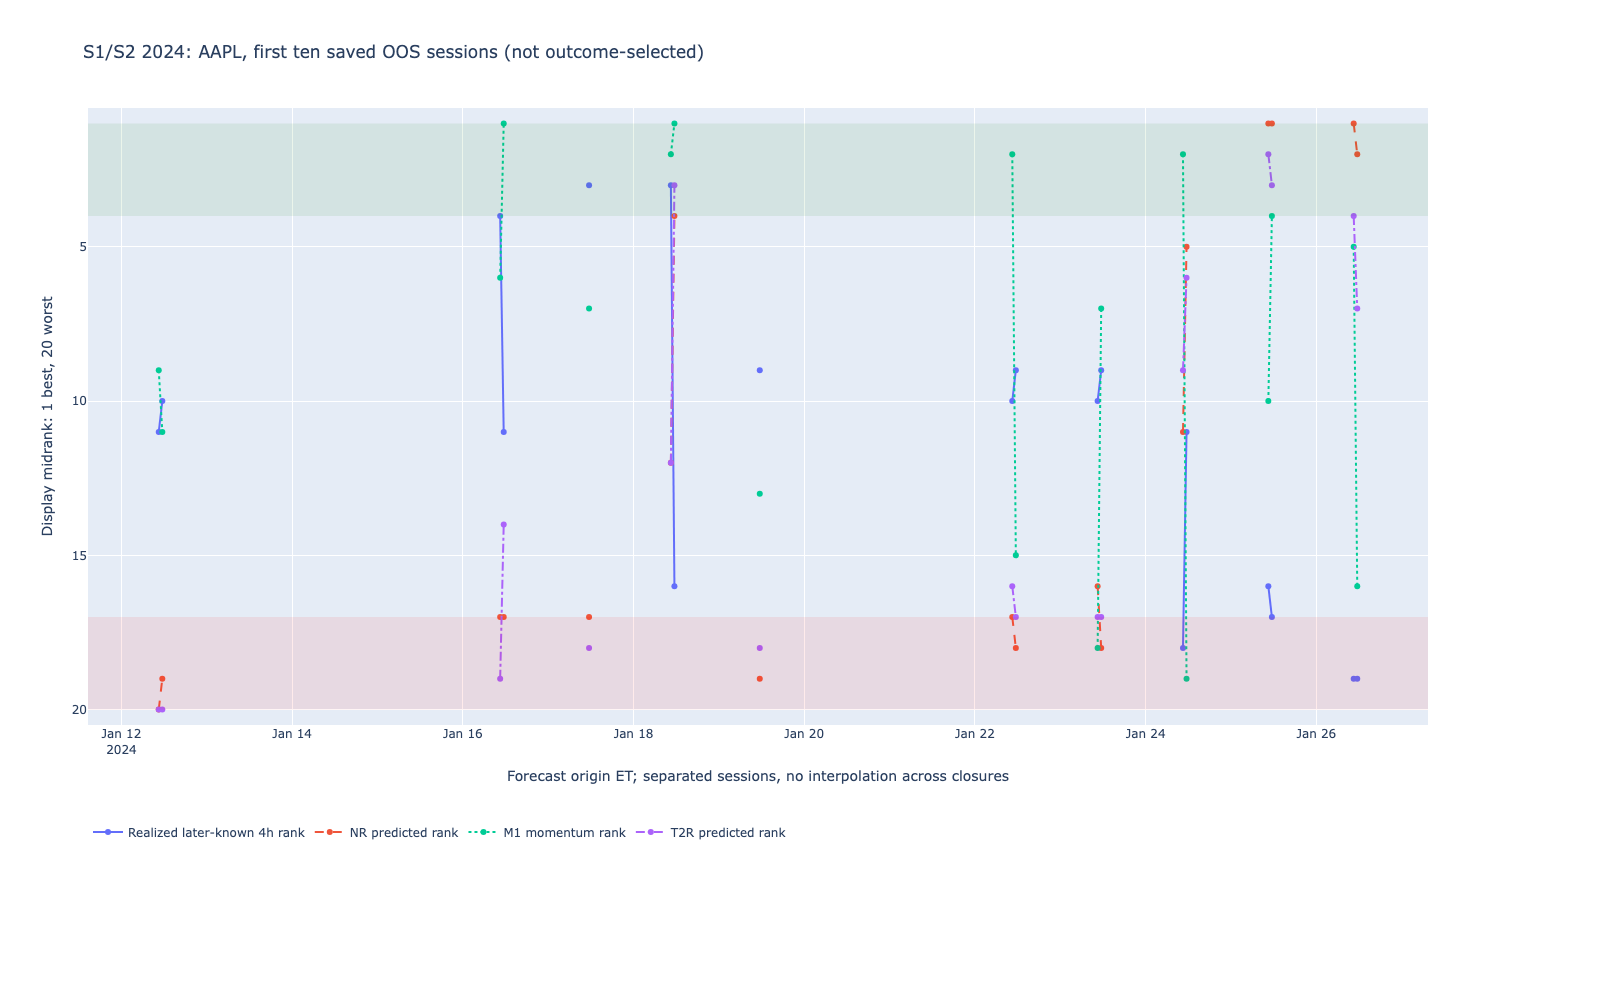 S1/S2 2024: AAPL, first ten saved OOS sessions (not outcome-selected)
Display midrank: 1 best, 20 worst
5
10
15
20
Jan 12
2024
Jan 14
Jan 16
Jan 18
Jan 20
Jan 22
Jan 24
Jan 26
Forecast origin ET; separated sessions, no interpolation across closures
Realized later-known 4h rank
NR predicted rank
M1 momentum rank
T2R predicted rank